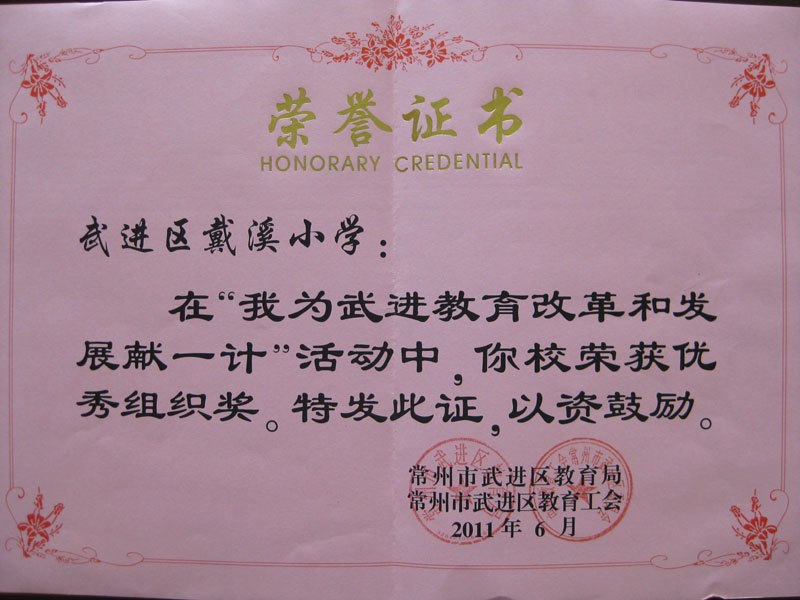 荣誉证书
HONORARY CREDENTIAL
武进区戴溪小学：
在“我为武进教育改革和发
展献一计”活动中，你校荣获优
秀组织奖。特发此证，以资鼓励。
常州市武进区教育局
常州市武进区教育工会
2011年6月